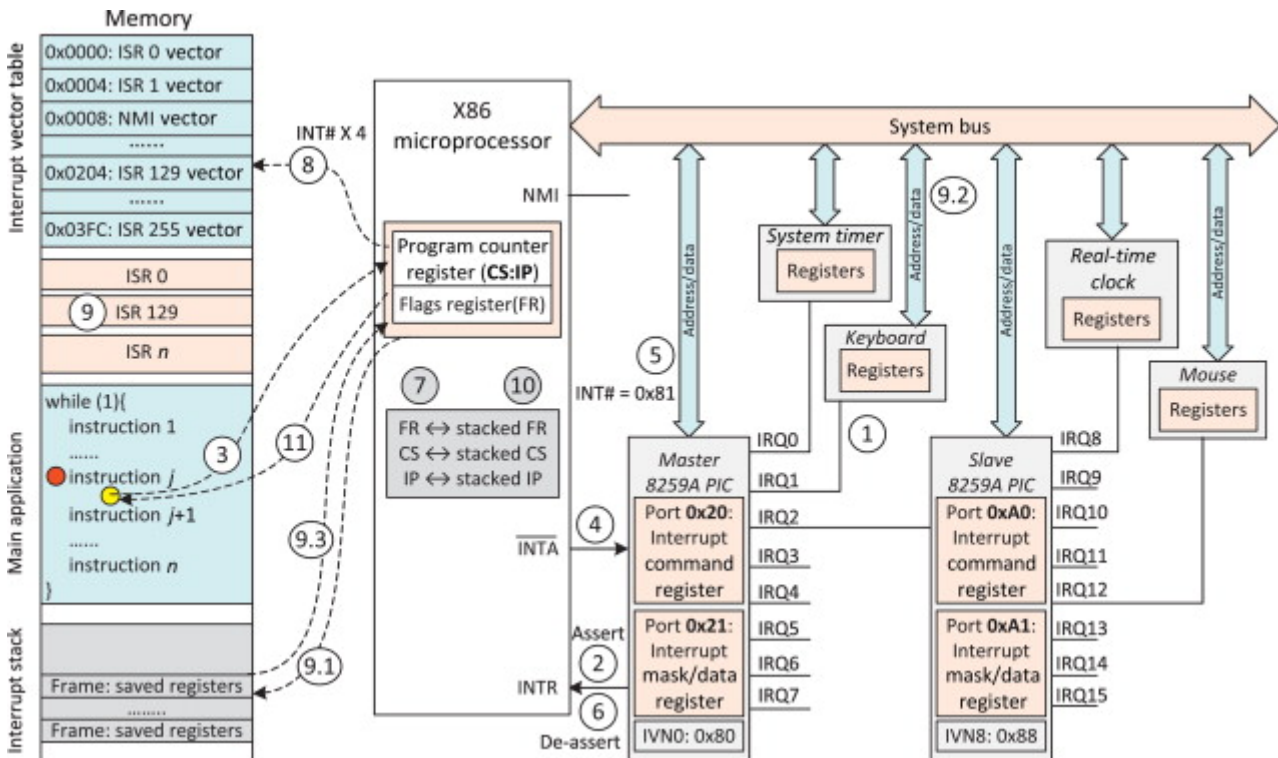 Memory
Interrupt vector table
0x0000: ISR 0 vector
0x0004: ISR 1 vector
0x0008: NMI vector
......
0x0204: ISR 129 vector
......
0x03FC: ISR 255 vector
ISR 0
9
ISR 129
ISR n
Main application
while (1){
instruction 1
......
instruction j
instruction j+1
......
instruction n
}
Interrupt stack
Frame: saved registers
........
Frame: saved registers
INT# X 4
8
3
11
9.3
9.1
X86
microprocessor
NMI
Program counter
register (CS:IP)
Flags register(FR)
7
10
FR ↔ stacked FR
CS ↔ stacked CS
IP ↔ stacked IP
INTA
4
Assert
2
INTR
6
De-assert
System bus
5
INT# = 0x81
Address/data
System timer
Registers
9.2
Address/data
Keyboard
Registers
1
Address/data
Real-time
clock
Registers
Mouse
Registers
Master
8259A PIC
Port 0x20:
Interrupt
command
register
Port 0x21:
Interrupt
mask/data
register
IVN0: 0x80
IRQ0
IRQ1
IRQ2
IRQ3
IRQ4
IRQ5
IRQ6
IRQ7
Slave
8259A PIC
Port 0xA0:
Interrupt
command
register
Port 0xA1:
Interrupt
mask/data
register
IVN8: 0x88
IRQ8
IRQ9
IRQ10
IRQ11
IRQ12
IRQ13
IRQ14
IRQ15